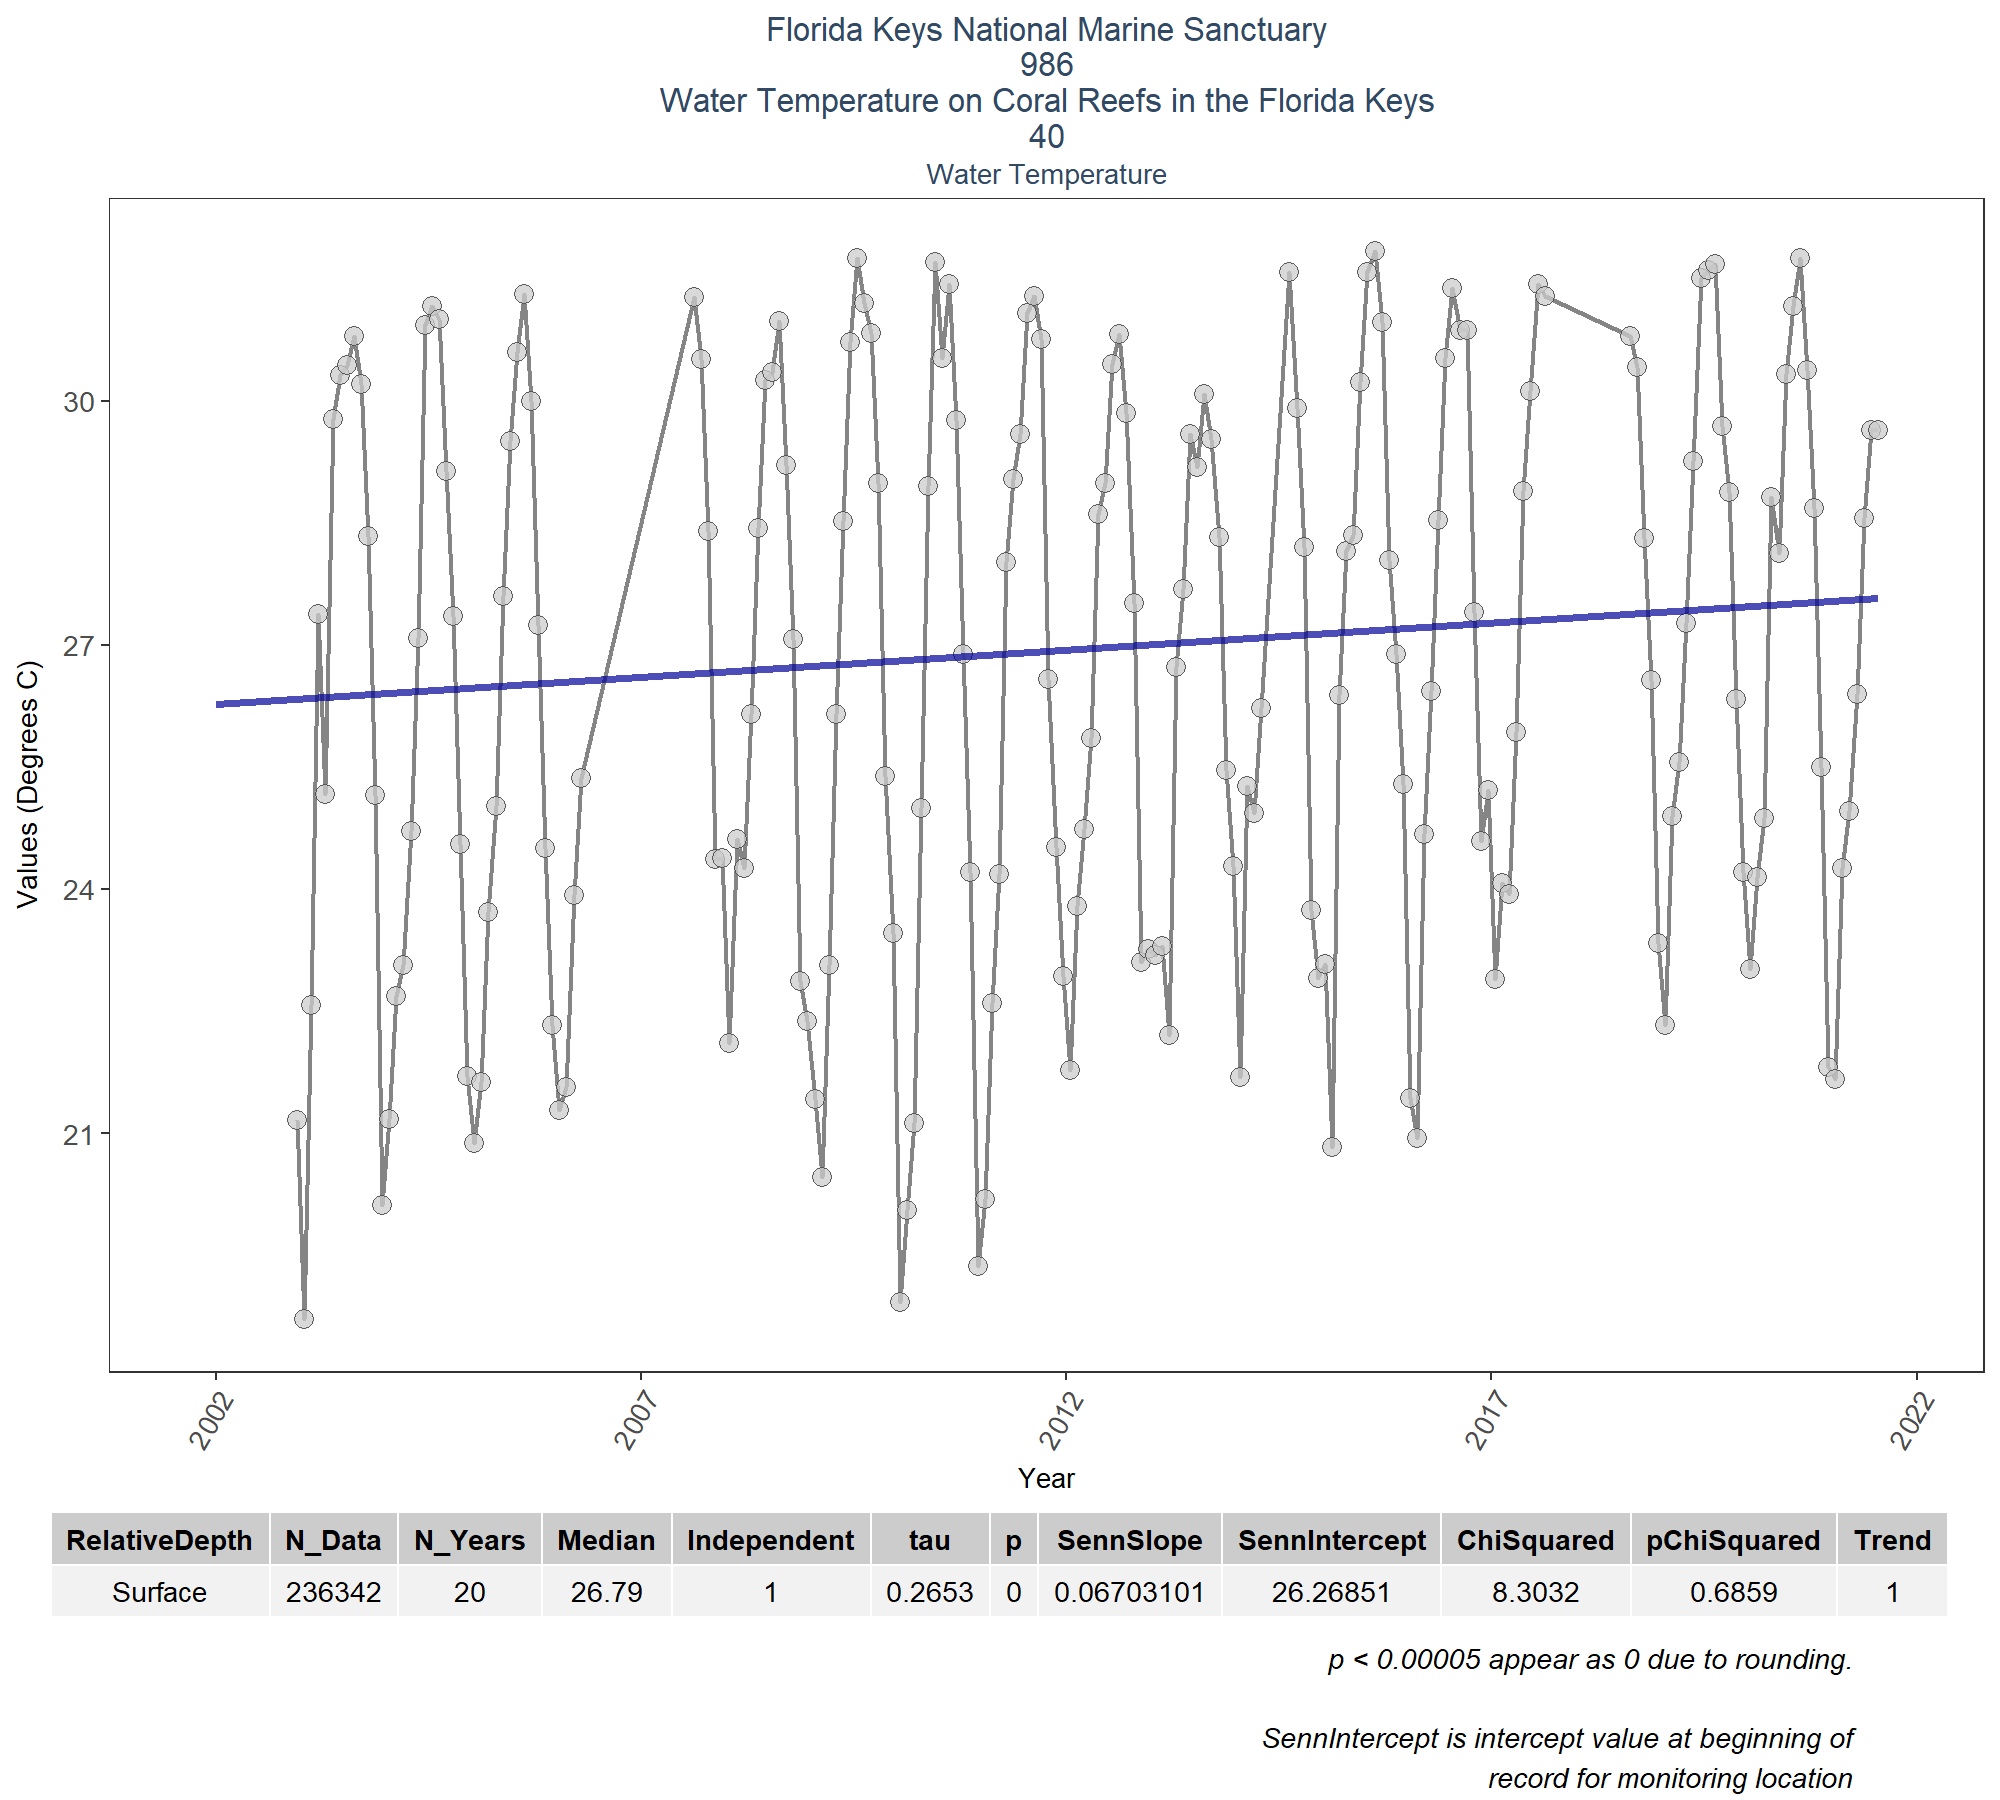 Florida Keys National Marine Sanctuary
986
Water Temperature on Coral Reefs in the Florida Keys
40
Water Temperature
Values (Degrees C)
30
27
24
21
2002
2007
2012
2017
2022
Year
RelativeDepth N_Data N_Years Median Independent tau p SennSlope SennIntercept ChiSquared pChiSquared Trend
Surface 236342 20 26.79 1 0.2653 0 0.06703101 26.26851 8.3032 0.6859 1
p < 0.00005 appear as 0 due to rounding.
SennIntercept is intercept value at beginning of
record for monitoring location